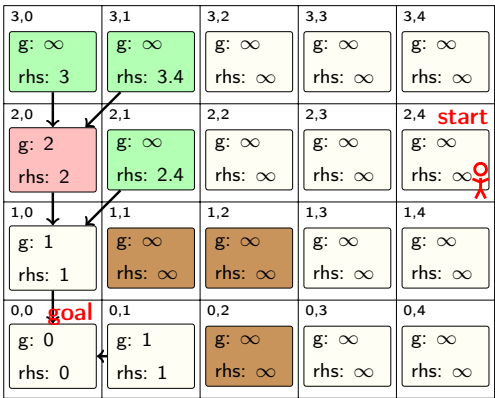 3,0 3,1 3,2 3,3 3,4
g: ∞ g: ∞ g: ∞ g: ∞ g: ∞
rhs: 3 rhs: 3.4 rhs: ∞ rhs: ∞ rhs: ∞
2,0 2,1 2,2 2,3 2,4 start
g: 2 g: ∞ g: ∞ g: ∞ g: ∞
rhs: 2 rhs: 2.4 rhs: ∞ rhs: ∞ rhs: ∞
1,0 1,1 1,2 1,3 1,4
g: 1 g: ∞ g: ∞ g: ∞ g: ∞
rhs: 1 rhs: ∞ rhs: ∞ rhs: ∞ rhs: ∞
0,0 goal 0,1 0,2 0,3 0,4
g: 0 g: 1 g: ∞ g: ∞ g: ∞
rhs: 0 rhs: 1 rhs: ∞ rhs: ∞ rhs: ∞